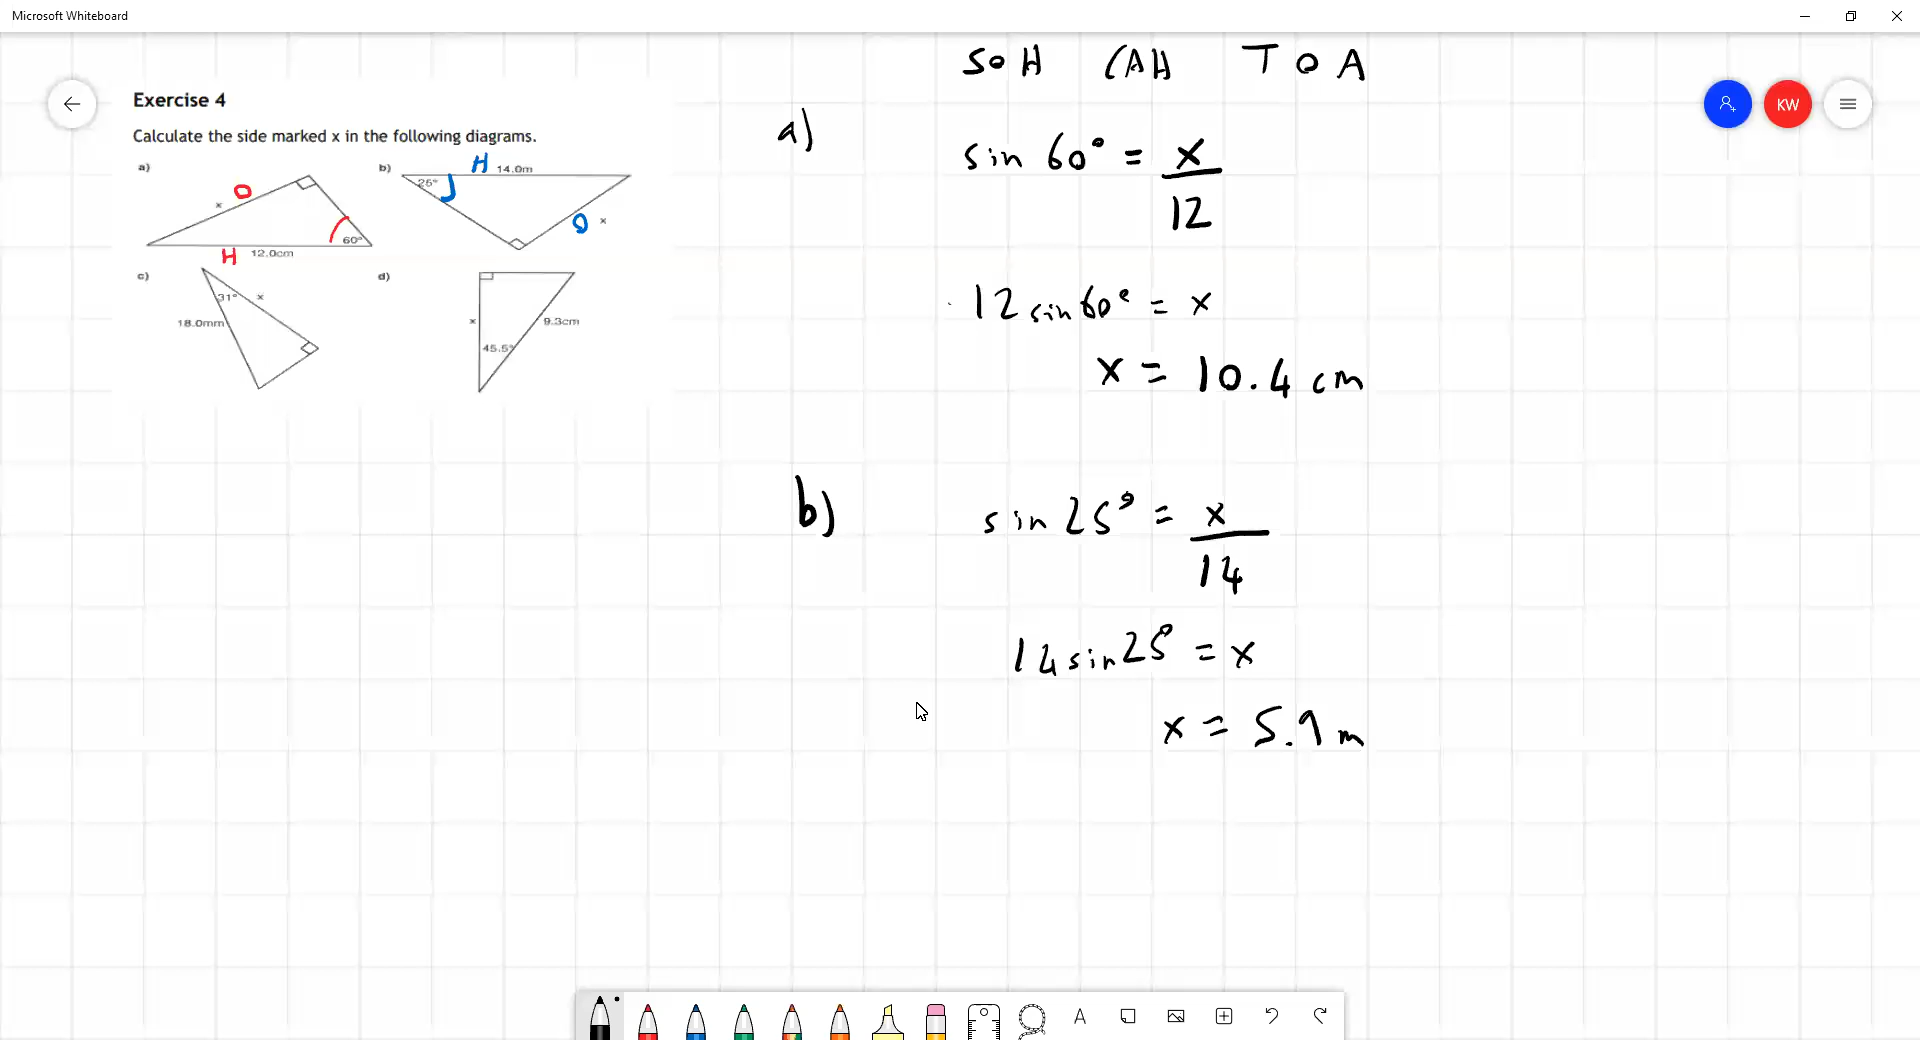 Microsoft Whiteboard
SOH CAH TOA
KW
Exercise 4
Calculate the side marked x in the following diagrams.
a)
x
O
60°
H 12.0cm
b)
H 14.0m
25°
O x
c)
31° x
18.0mm
d)
x
9.3cm
45.5°
a)
sin 60° = x
12
12 sin 60° = x
x = 10.4 cm
b)
sin 25° = x
14
14 sin 25° = x
x = 5.9 m
A